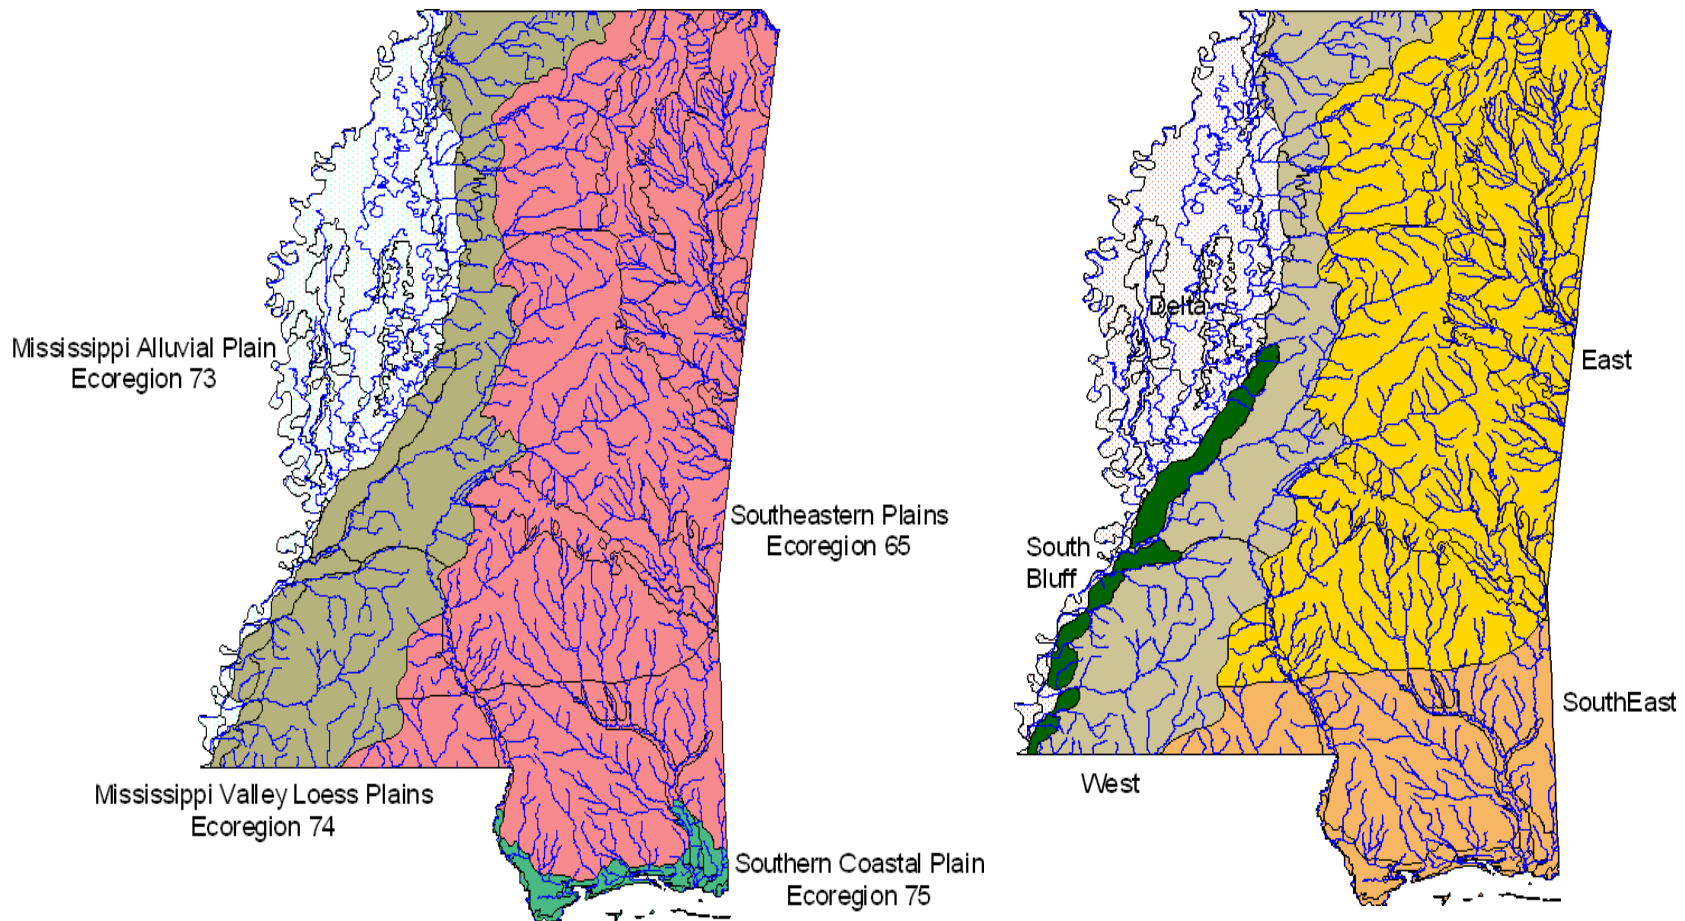 Mississippi Alluvial Plain
Ecoregion 73
Southeastern Plains
Ecoregion 65
Mississippi Valley Loess Plains
Ecoregion 74
Southern Coastal Plain
Ecoregion 75
Delta
East
South
Bluff
SouthEast
West